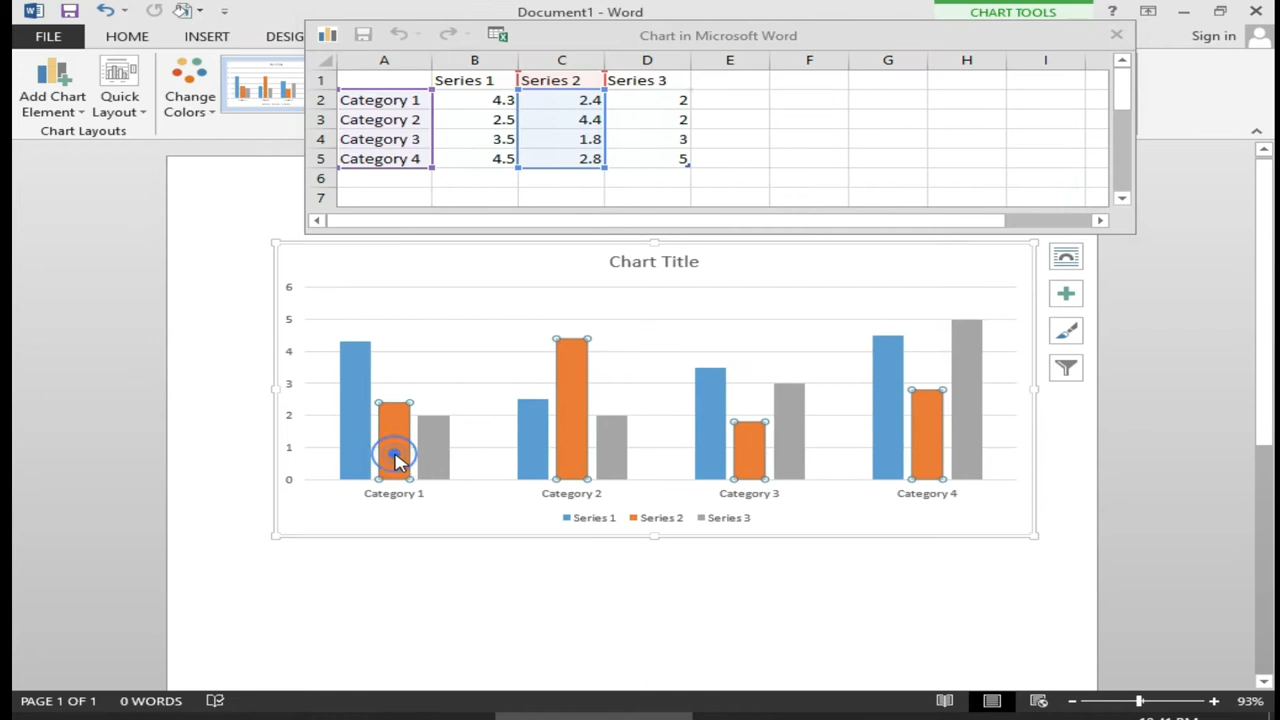 Document1 - Word
CHART TOOLS
?
FILE HOME INSERT DESIG
Chart in Microsoft Word
Sign in
Add Chart Element
Quick Layout
Change Colors
Chart Layouts
A B C D E F G H I
1 Series 1 Series 2 Series 3
2 Category 1 4.3 2.4 2
3 Category 2 2.5 4.4 2
4 Category 3 3.5 1.8 3
5 Category 4 4.5 2.8 5
6
7
Chart Title
6
5
4
3
2
1
0
Category 1 Category 2 Category 3 Category 4
Series 1 Series 2 Series 3
PAGE 1 OF 1 0 WORDS 93%